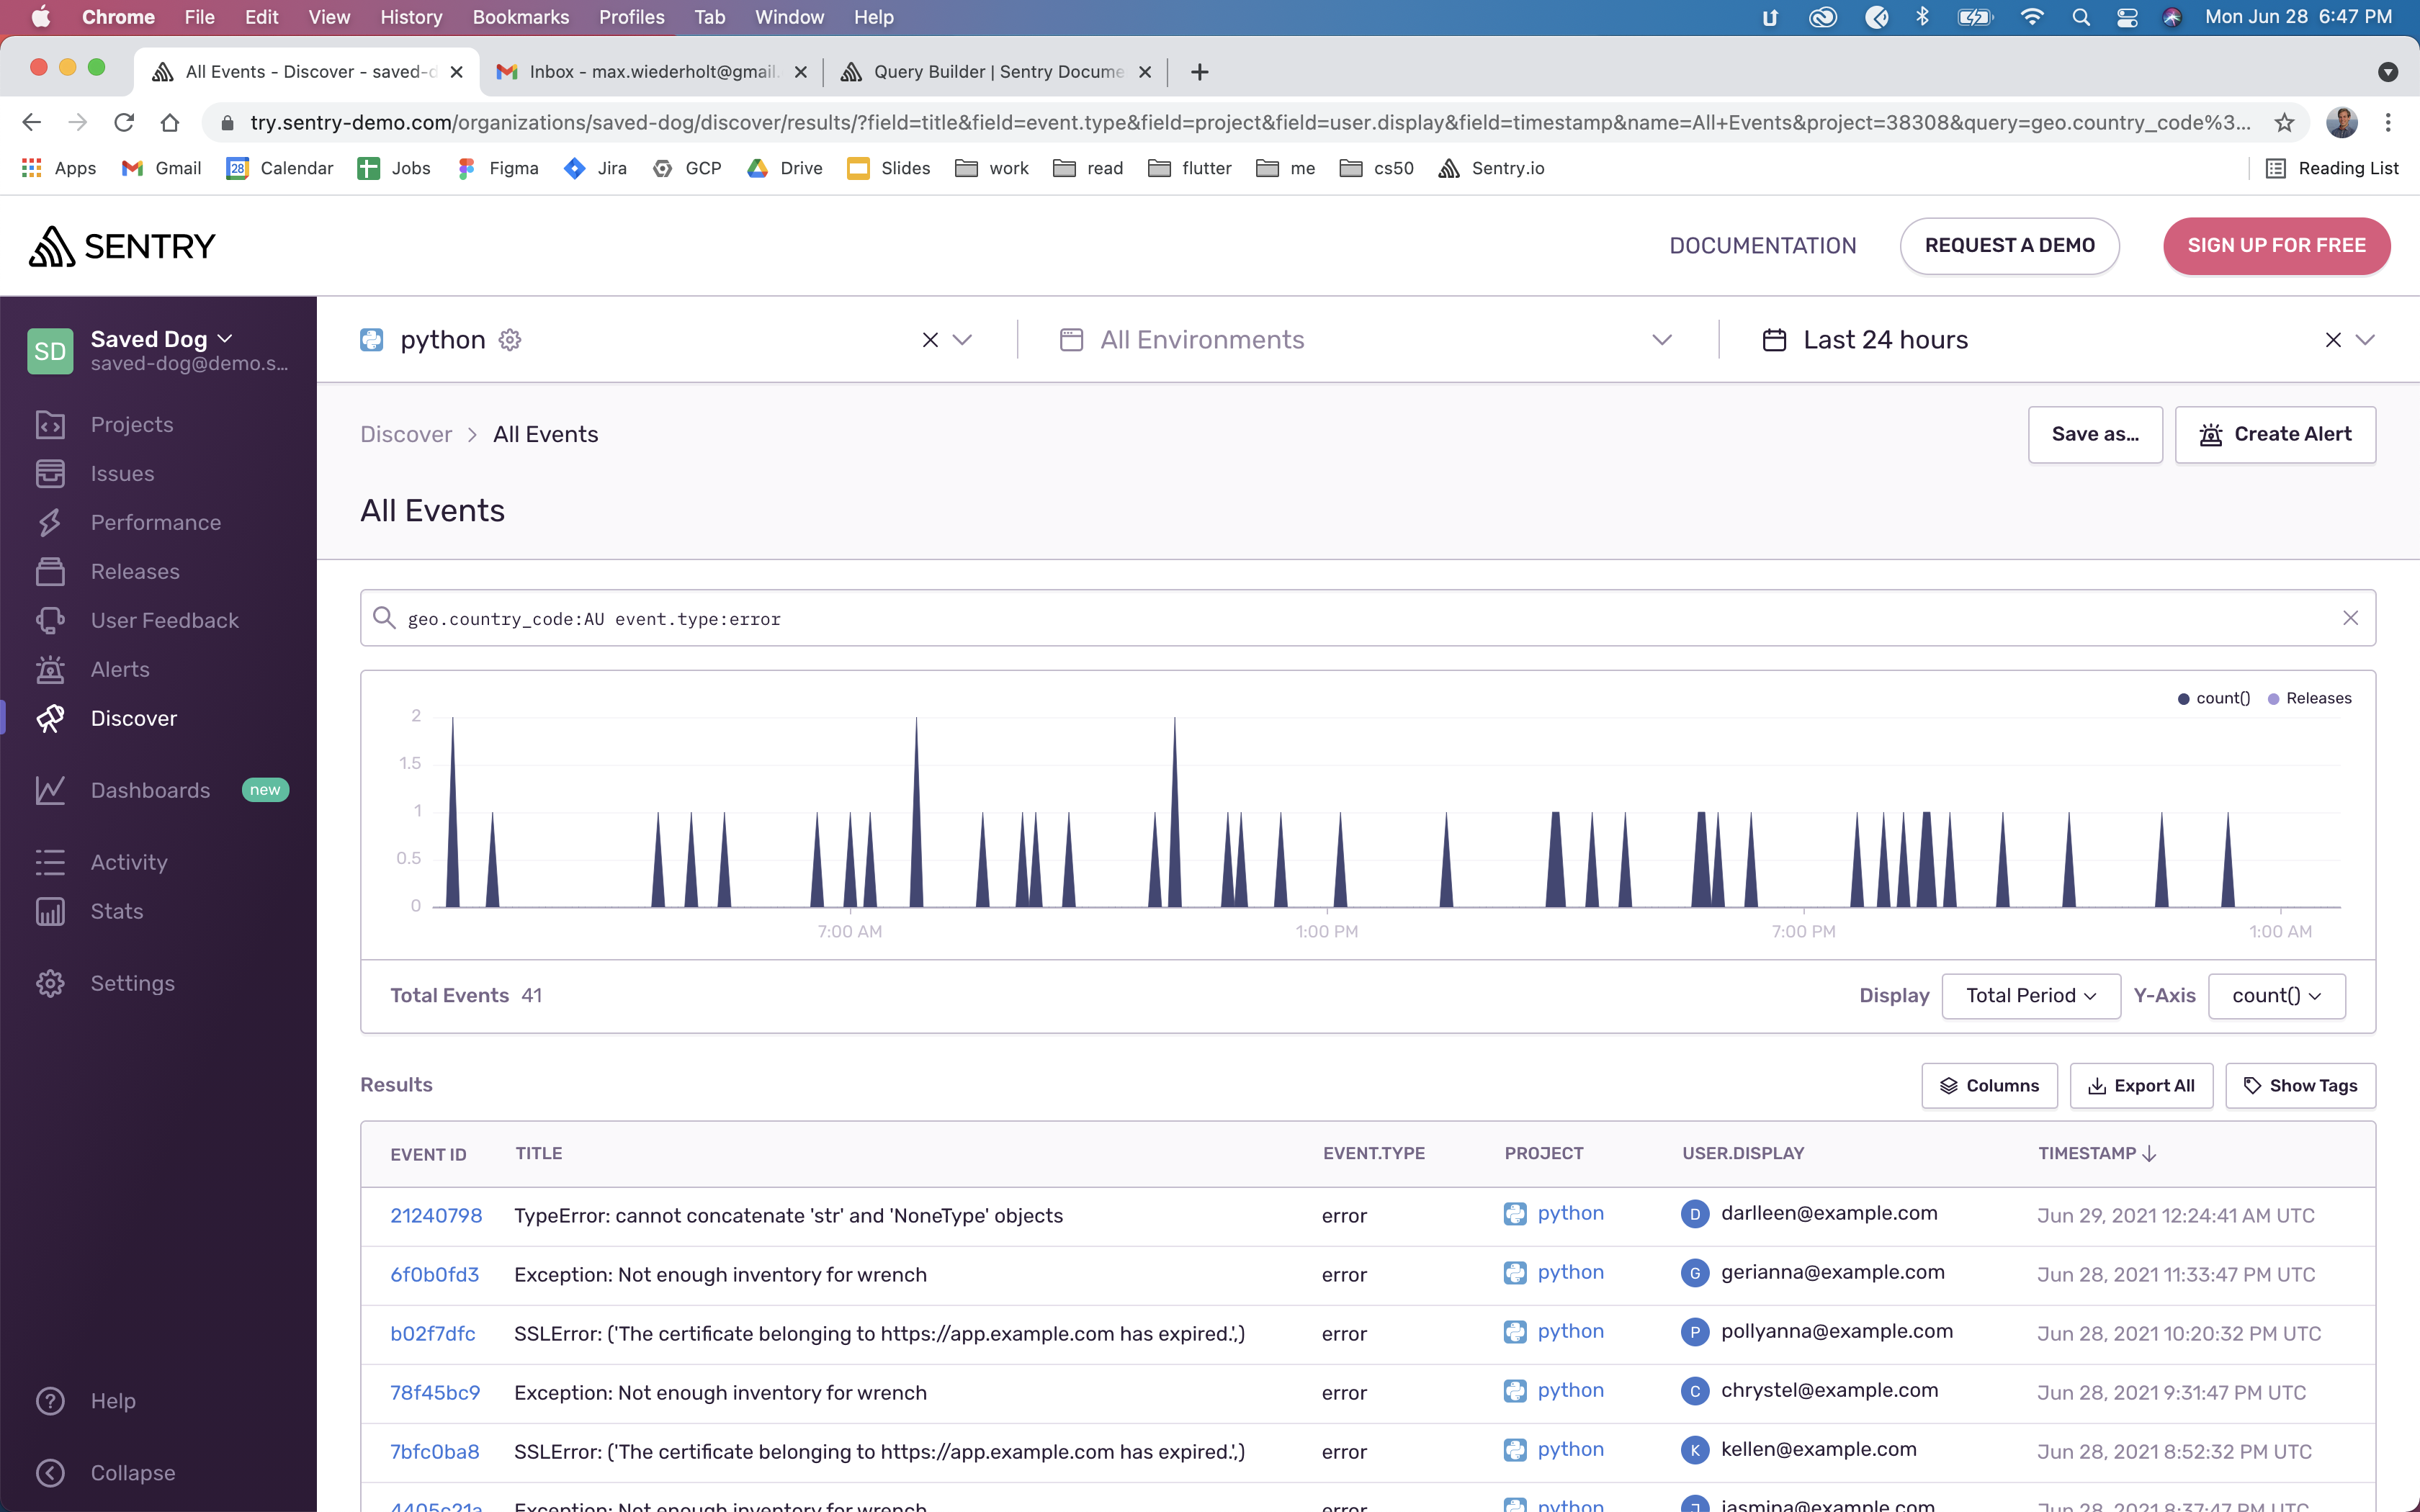 Chrome File Edit View History Bookmarks Profiles Tab Window Help Mon Jun 28 6:47 PM
All Events - Discover - saved-d Inbox - max.wiederholt@gmail. Query Builder | Sentry Docume
try.sentry-demo.com/organizations/saved-dog/discover/results/?field=title&field=event.type&field=project&field=user.display&field=timestamp&name=All+Events&project=38308&query=geo.country_code%3...
Apps Gmail 28 Calendar Jobs Figma Jira GCP Drive Slides work read flutter me cs50 Sentry.io Reading List
SENTRY DOCUMENTATION REQUEST A DEMO SIGN UP FOR FREE
SD Saved Dog
saved-dog@demo.s...
Projects
Issues
Performance
Releases
User Feedback
Alerts
Discover
Dashboards new
Activity
Stats
Settings
Help
Collapse
python All Environments Last 24 hours
Discover > All Events Save as... Create Alert
All Events
geo.country_code:AU event.type:error
count() Releases
2
1.5
1
0.5
0
7:00 AM 1:00 PM 7:00 PM 1:00 AM
Total Events 41 Display Total Period Y-Axis count()
Results Columns Export All Show Tags
EVENT ID TITLE EVENT.TYPE PROJECT USER.DISPLAY TIMESTAMP
21240798 TypeError: cannot concatenate 'str' and 'NoneType' objects error python D darlleen@example.com Jun 29, 2021 12:24:41 AM UTC
6f0b0fd3 Exception: Not enough inventory for wrench error python G gerianna@example.com Jun 28, 2021 11:33:47 PM UTC
b02f7dfc SSLError: ('The certificate belonging to https://app.example.com has expired.',) error python P pollyanna@example.com Jun 28, 2021 10:20:32 PM UTC
78f45bc9 Exception: Not enough inventory for wrench error python C chrystel@example.com Jun 28, 2021 9:31:47 PM UTC
7bfc0ba8 SSLError: ('The certificate belonging to https://app.example.com has expired.',) error python K kellen@example.com Jun 28, 2021 8:52:32 PM UTC
4405c21a Exception: Not enough inventory for wrench error python J jasmina@example.com Jun 28, 2021 8:37:47 PM UTC